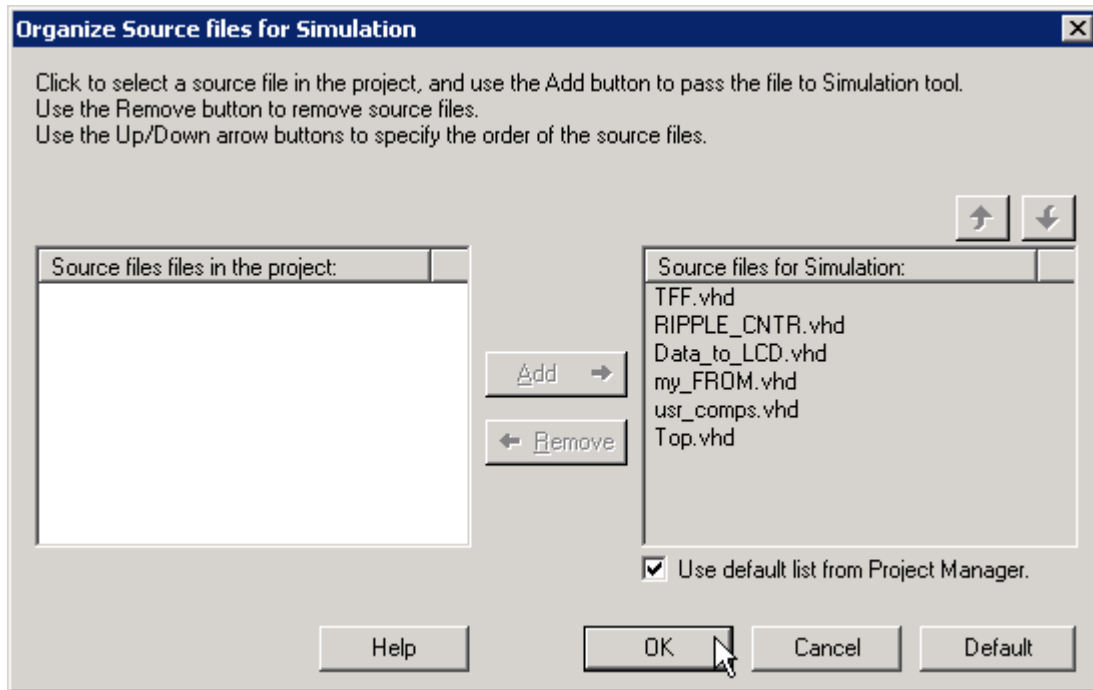 Organize Source files for Simulation
Click to select a source file in the project, and use the Add button to pass the file to Simulation tool.
Use the Remove button to remove source files.
Use the Up/Down arrow buttons to specify the order of the source files.
Source files files in the project:
Source files for Simulation:
TFF.vhd
RIPPLE_CNTR.vhd
Data_to_LCD.vhd
my_FROM.vhd
usr_comps.vhd
Top.vhd
Add
Remove
Use default list from Project Manager.
Help
OK
Cancel
Default